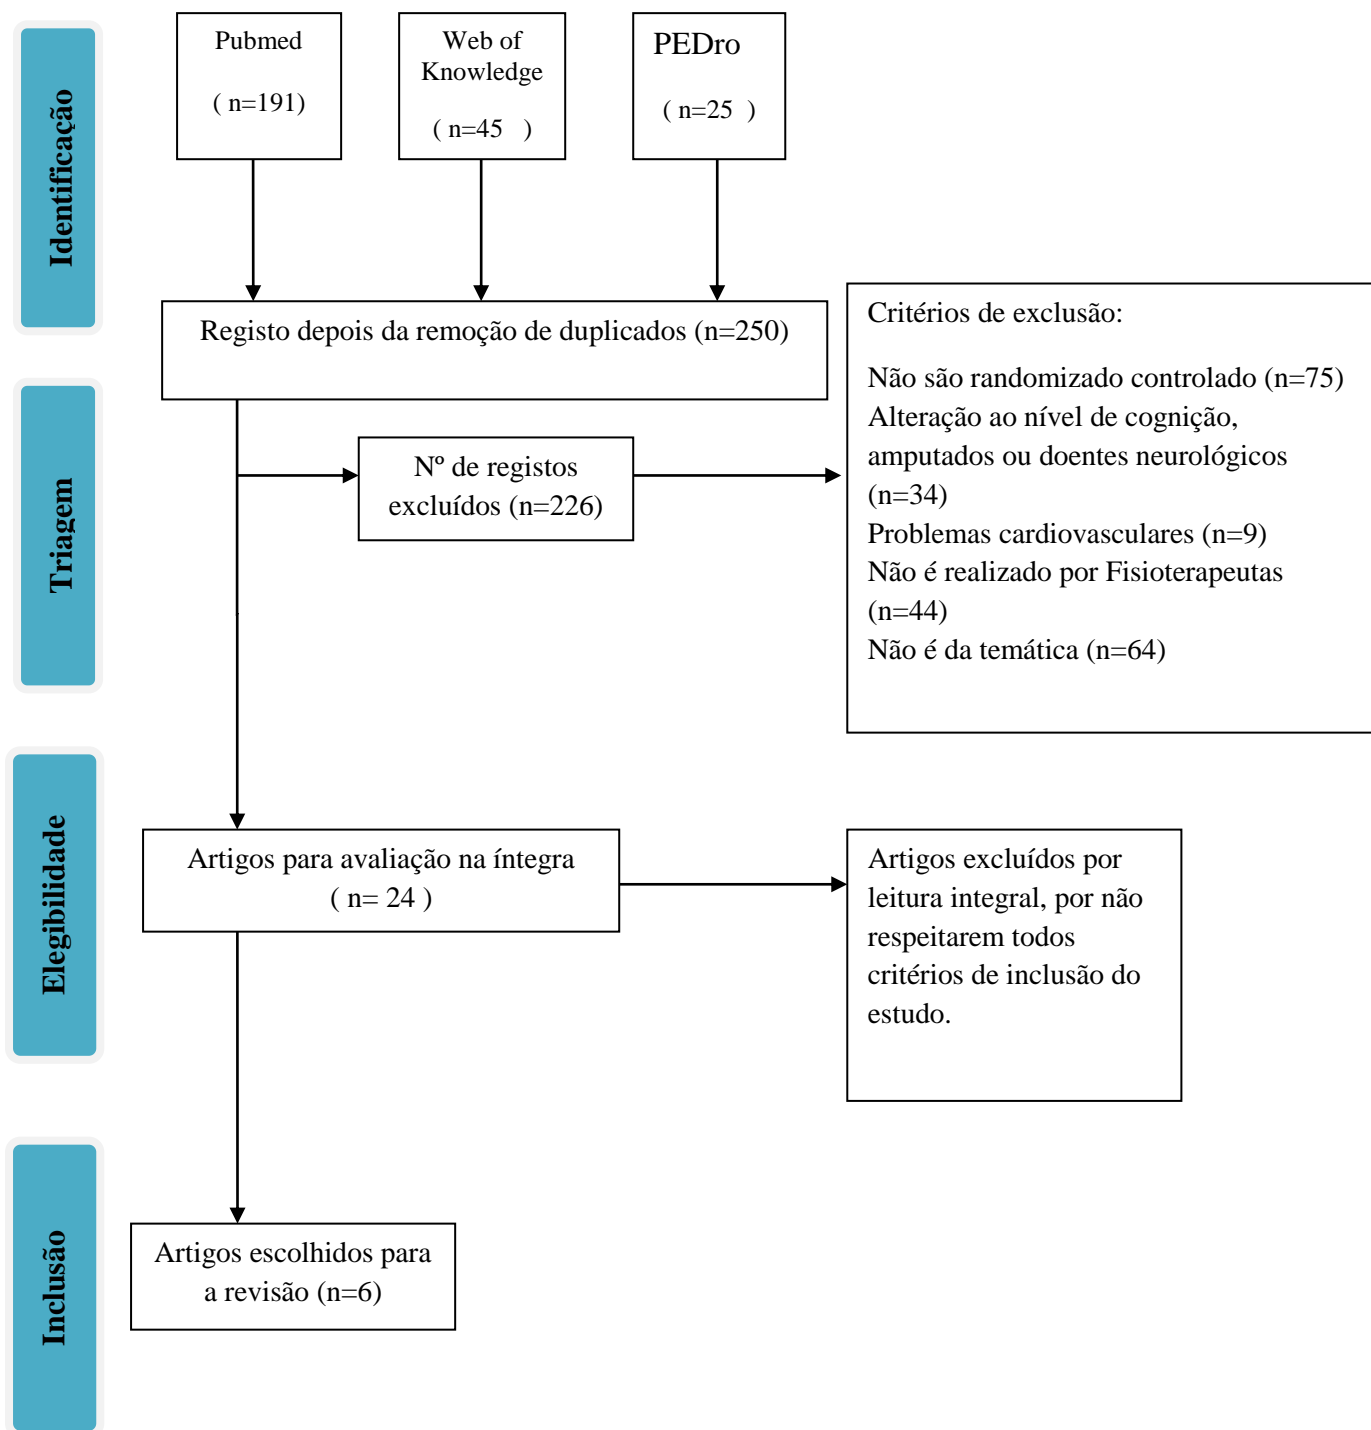 Identificação
Pubmed
( n=191)
Web of
Knowledge
( n=45 )
PEDro
( n=25 )
Registo depois da remoção de duplicados (n=250)
Triagem
Nº de registos
excluídos (n=226)
Critérios de exclusão:
Não são randomizado controlado (n=75)
Alteração ao nível de cognição,
amputados ou doentes neurológicos
(n=34)
Problemas cardiovasculares (n=9)
Não é realizado por Fisioterapeutas
(n=44)
Não é da temática (n=64)
Elegibilidade
Artigos para avaliação na íntegra
( n= 24 )
Artigos excluídos por
leitura integral, por não
respeitarem todos
critérios de inclusão do
estudo.
Inclusão
Artigos escolhidos para
a revisão (n=6)